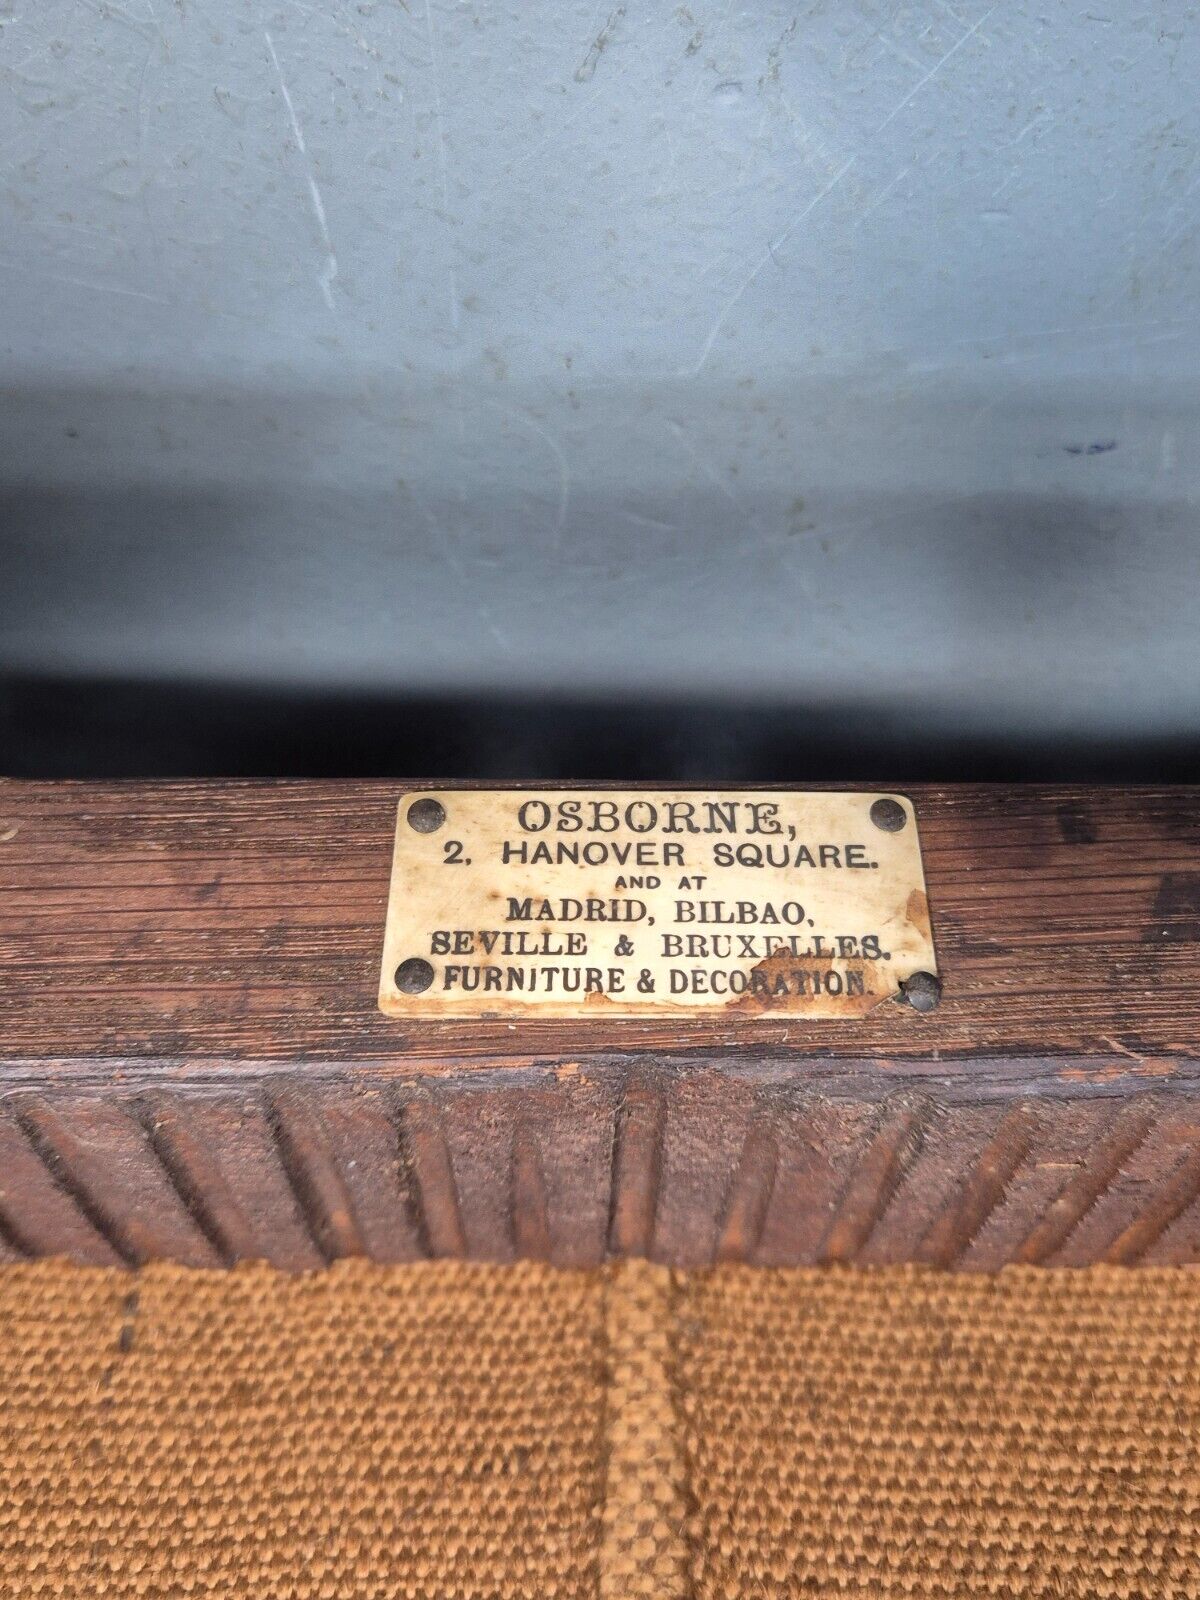 OSBORNE,
2, HANOVER SQUARE.
AND AT
MADRID, BILBAO,
SEVILLE & BRUXELLES.
FURNITURE & DECORATION.